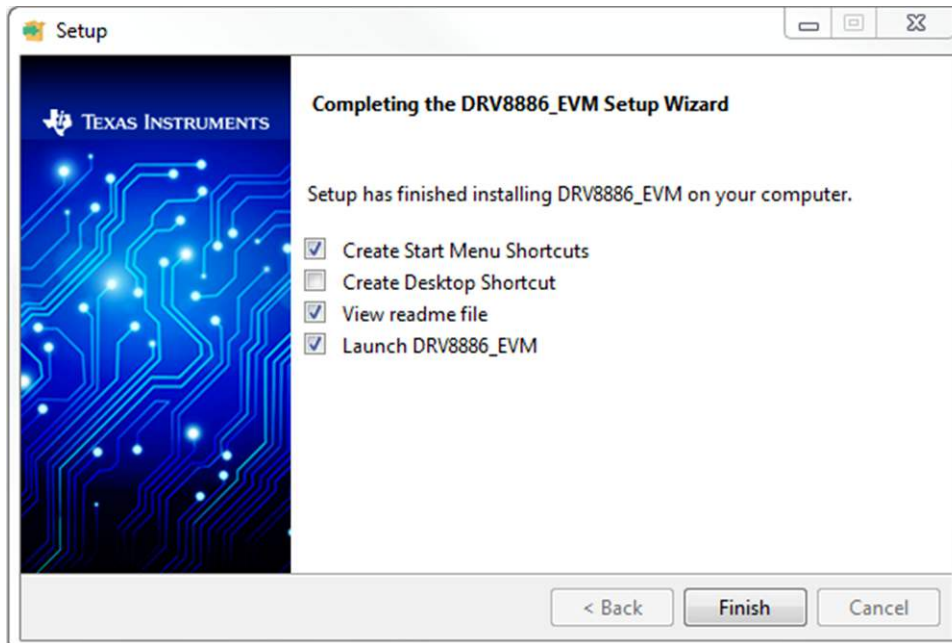 Setup
TEXAS INSTRUMENTS
Completing the DRV8886_EVM Setup Wizard
Setup has finished installing DRV8886_EVM on your computer.
Create Start Menu Shortcuts
Create Desktop Shortcut
View readme file
Launch DRV8886_EVM
< Back
Finish
Cancel